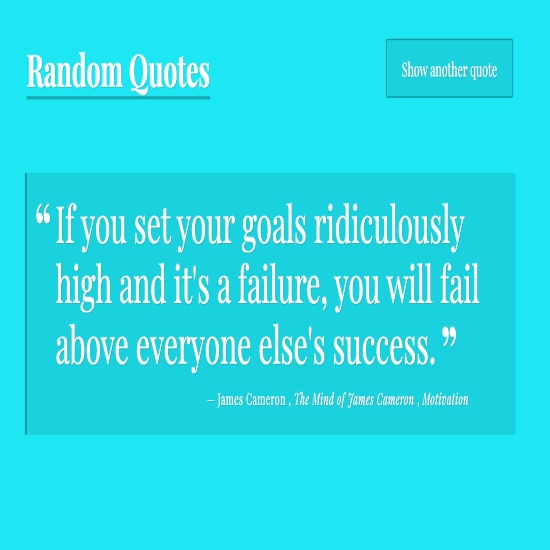 Random Quotes
Show another quote
“ If you set your goals ridiculously
high and it's a failure, you will fail
above everyone else's success. ”
– James Cameron , The Mind of James Cameron , Motivation